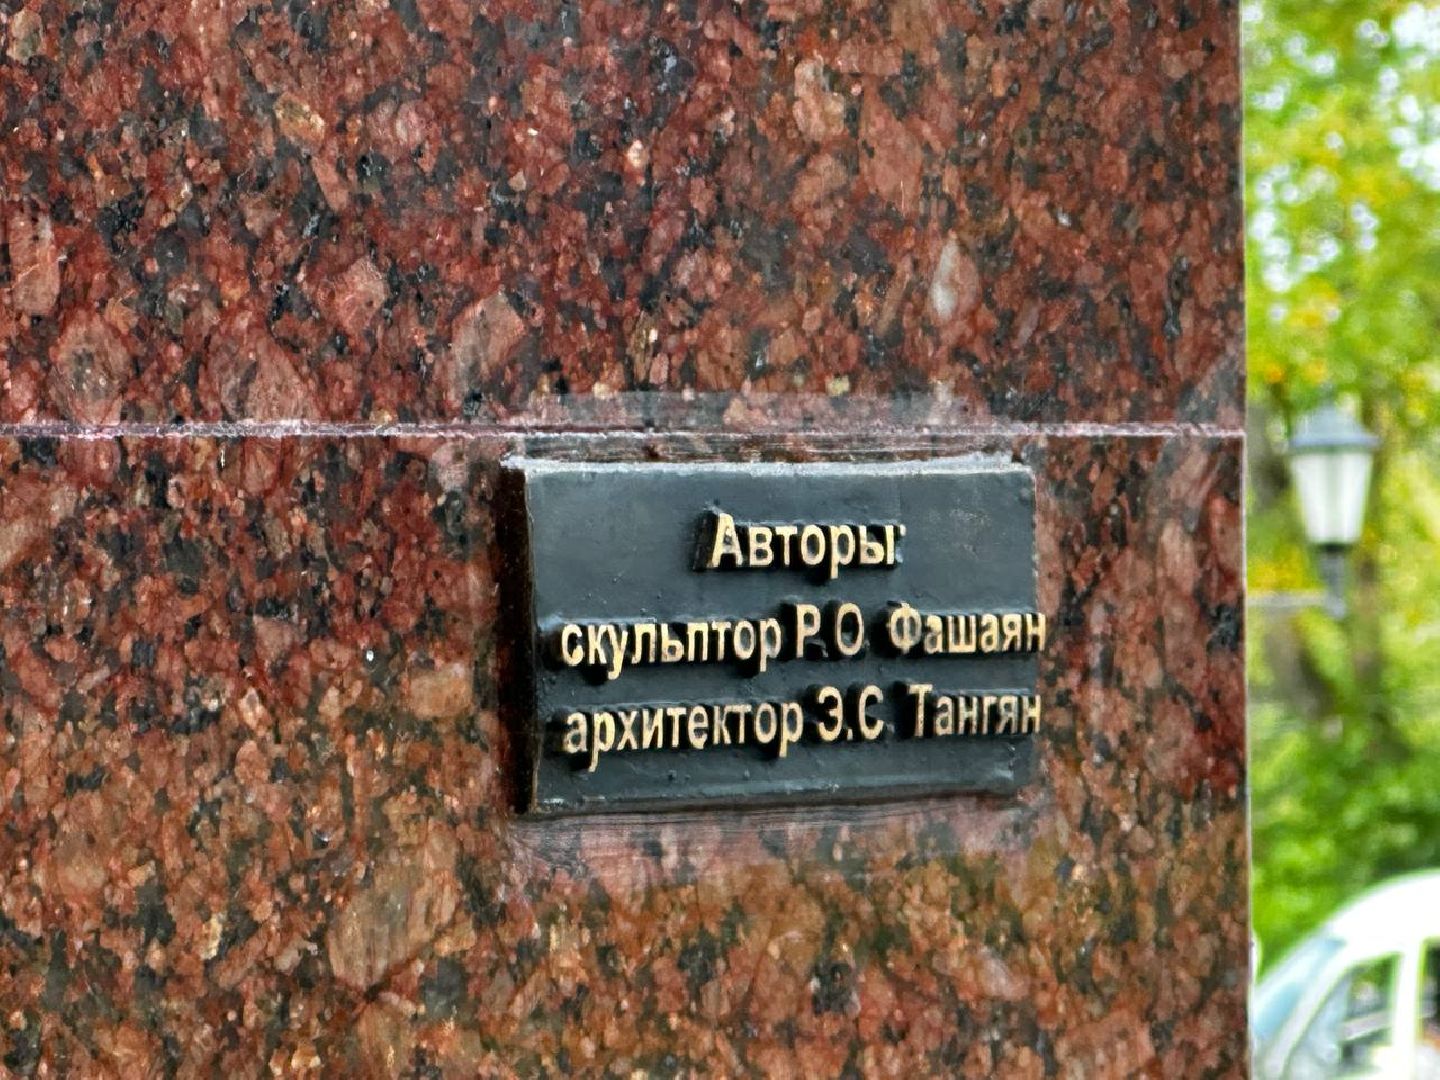 Авторы:
скульптор Р.О. Фашаян
архитектор Э.С. Тангян